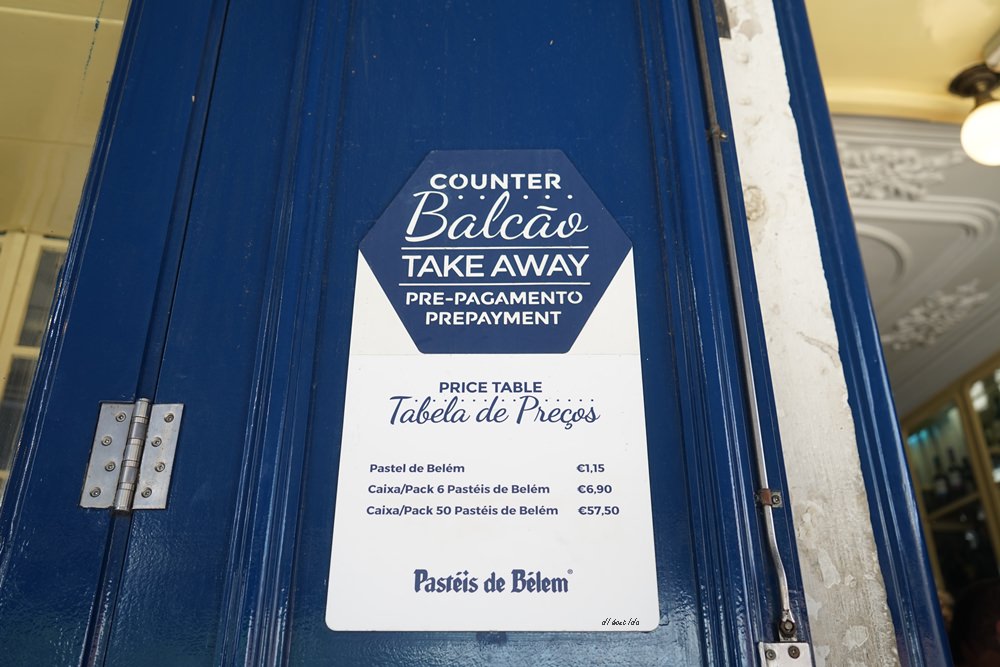 COUNTER
Balcão
TAKE AWAY
PRE-PAGAMENTO
PREPAYMENT
PRICE TABLE
Tabela de Preços
Pastel de Belém €1,15
Caixa/Pack 6 Pastéis de Belém €6,90
Caixa/Pack 50 Pastéis de Belém €57,50
Pastéis de Bélem®